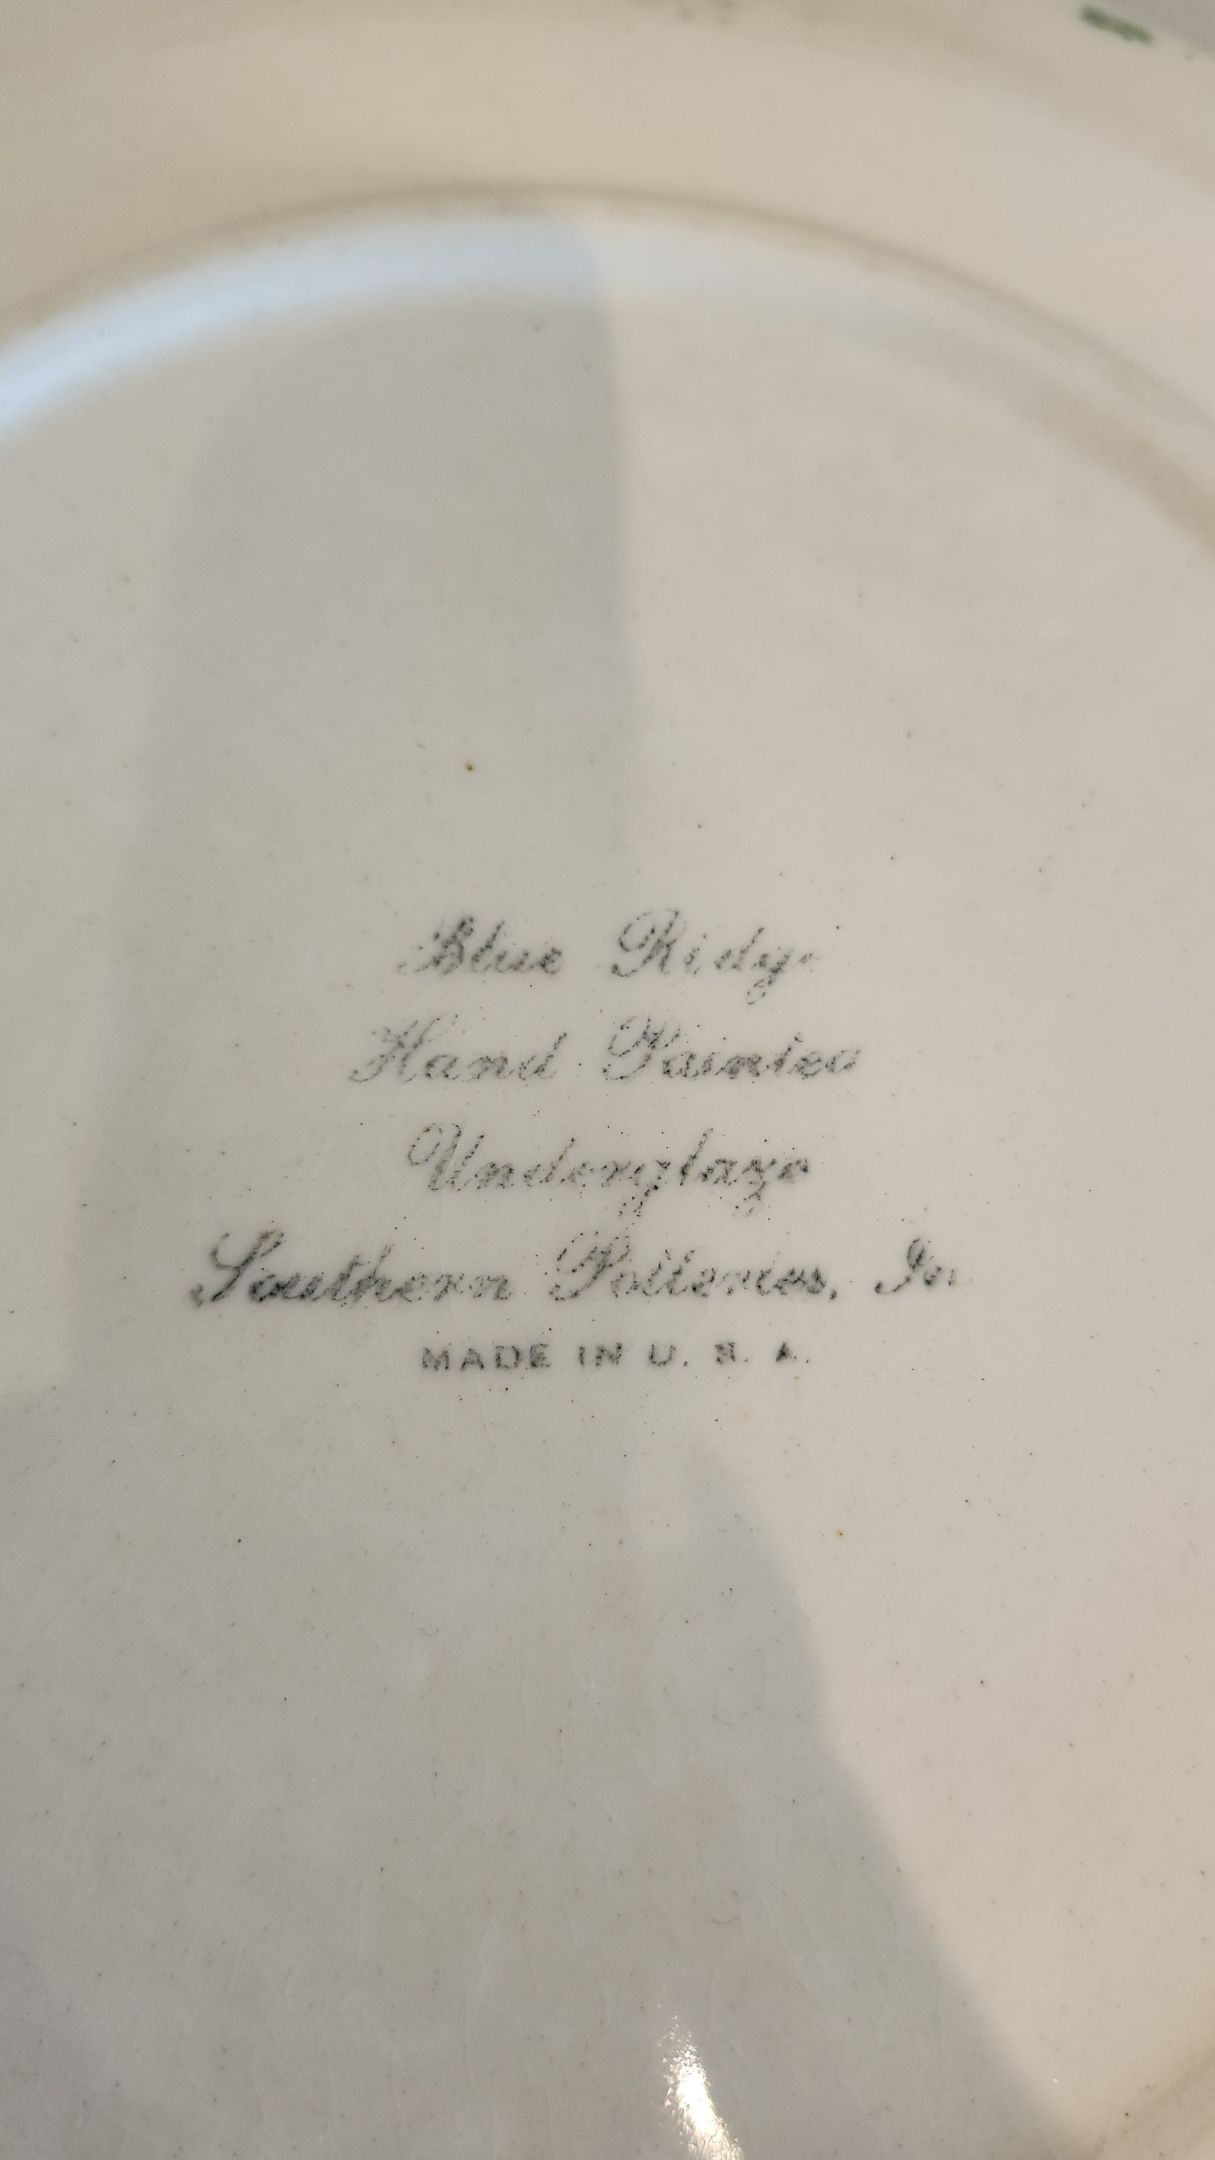 Blue Ridge
Hand Painted
Underglaze
Southern Potteries, Inc
MADE IN U. S. A.